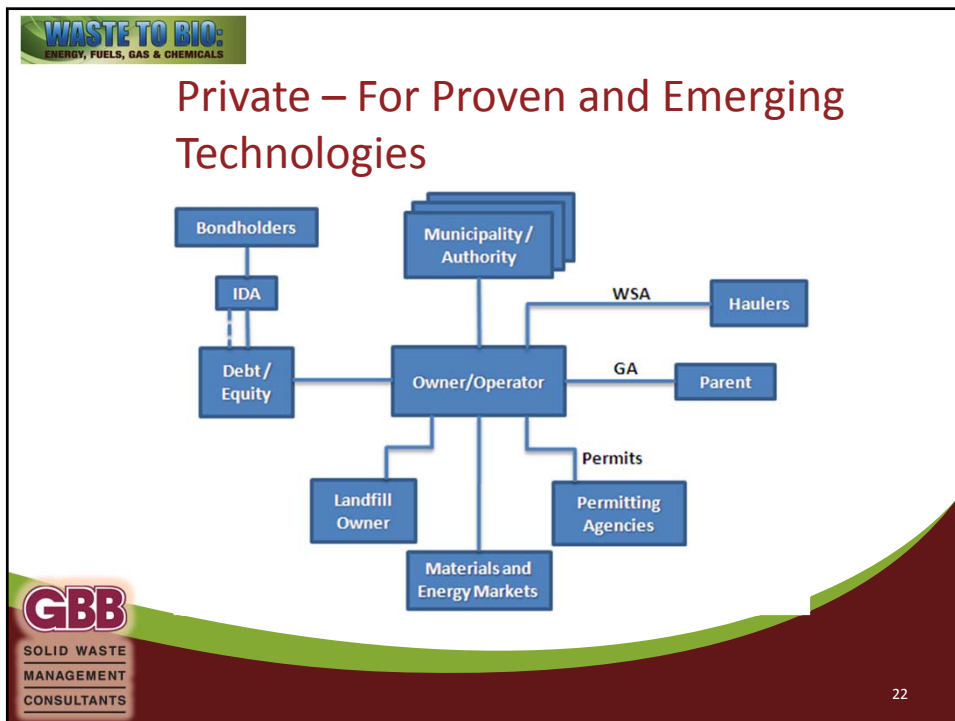 WASTE TO BIO:
ENERGY, FUELS, GAS & CHEMICALS
Private – For Proven and Emerging
Technologies
Bondholders
Municipality /
Authority
IDA
WSA
Haulers
Debt /
Equity
Owner/Operator
GA
Parent
Permits
Landfill
Owner
Permitting
Agencies
Materials and
Energy Markets
GBB
SOLID WASTE
MANAGEMENT
CONSULTANTS
22